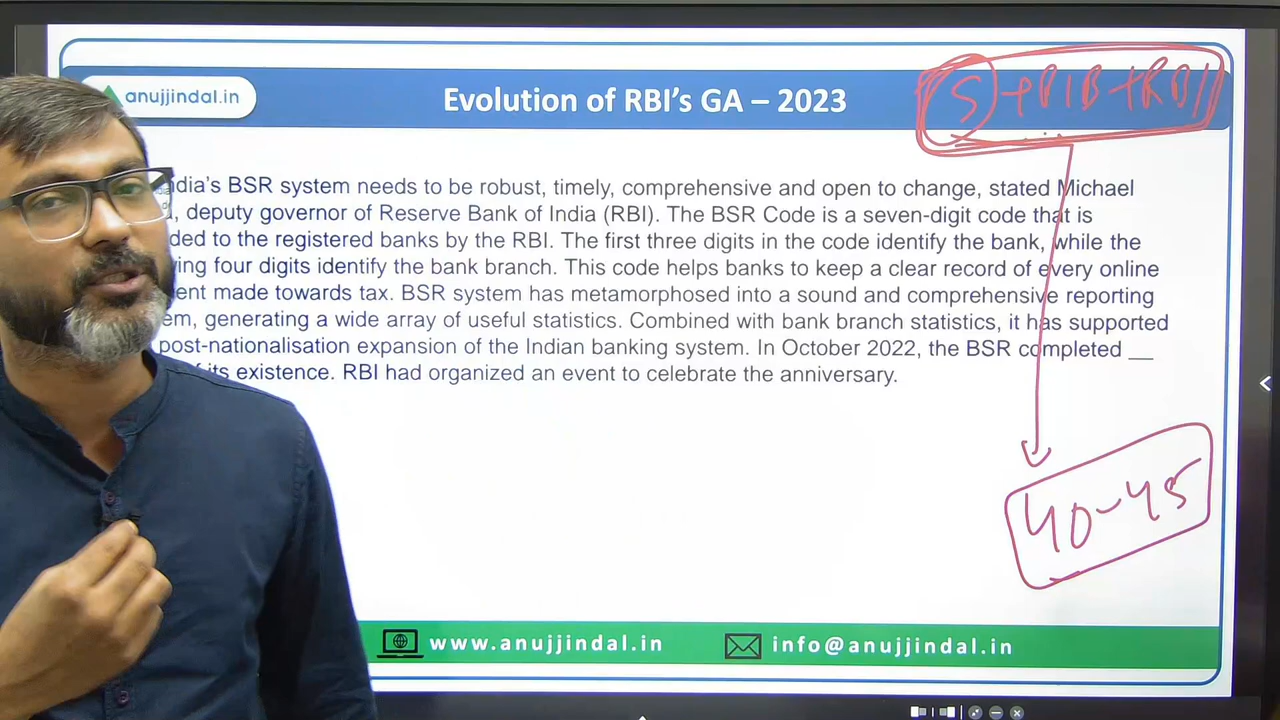 anujjindal.in
Evolution of RBI's GA – 2023
S + PIB + RBI
India's BSR system needs to be robust, timely, comprehensive and open to change, stated Michael
, deputy governor of Reserve Bank of India (RBI). The BSR Code is a seven-digit code that is
ded to the registered banks by the RBI. The first three digits in the code identify the bank, while the
ving four digits identify the bank branch. This code helps banks to keep a clear record of every online
ent made towards tax. BSR system has metamorphosed into a sound and comprehensive reporting
em, generating a wide array of useful statistics. Combined with bank branch statistics, it has supported
post-nationalisation expansion of the Indian banking system. In October 2022, the BSR completed __
of its existence. RBI had organized an event to celebrate the anniversary.
40-45
www.anujjindal.in
info@anujjindal.in